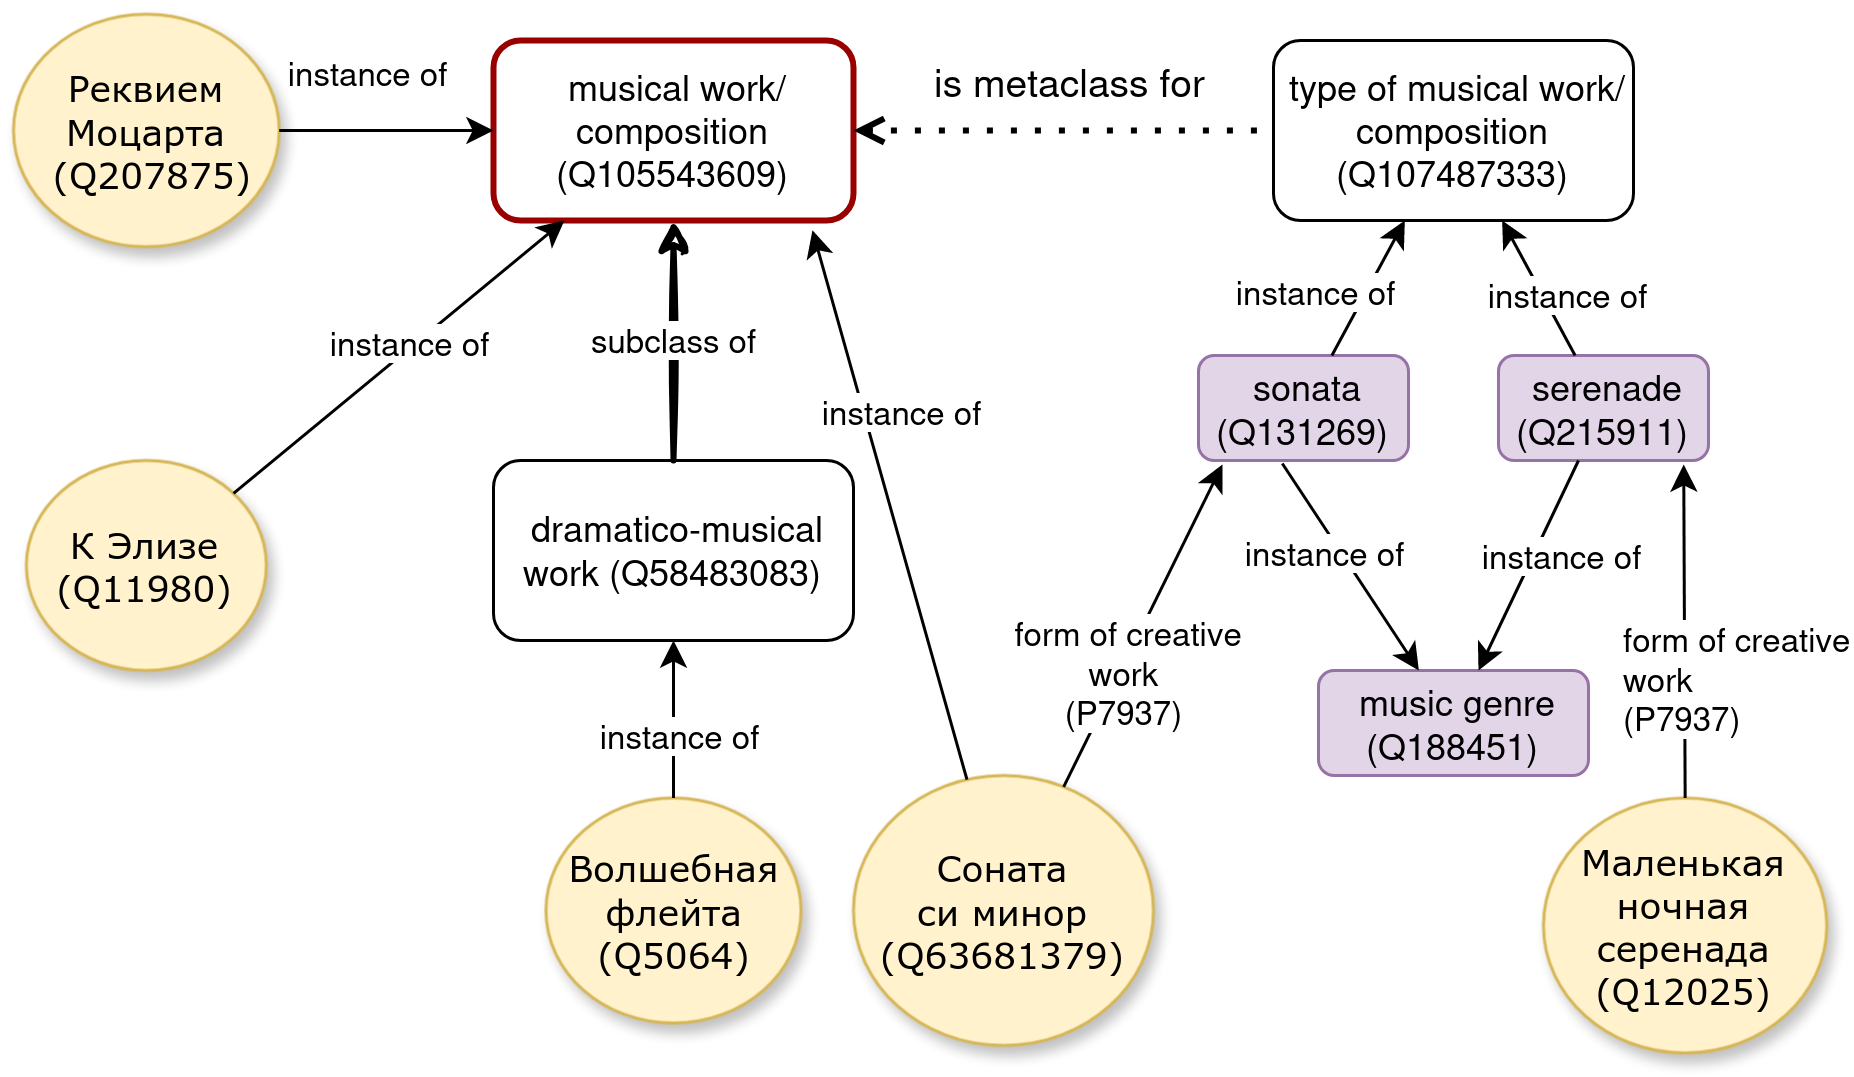 Реквием
Моцарта
(Q207875)
instance of
musical work/
composition
(Q105543609)
is metaclass for
type of musical work/
composition
(Q107487333)
instance of
instance of
instance of
subclass of
sonata
(Q131269)
serenade
(Q215911)
instance of
К Элизе
(Q11980)
dramatico-musical
work (Q58483083)
instance of
instance of
form of creative
work
(P7937)
form of creative
work
(P7937)
music genre
(Q188451)
instance of
Волшебная
флейта
(Q5064)
Соната
си минор
(Q63681379)
Маленькая
ночная
серенада
(Q12025)